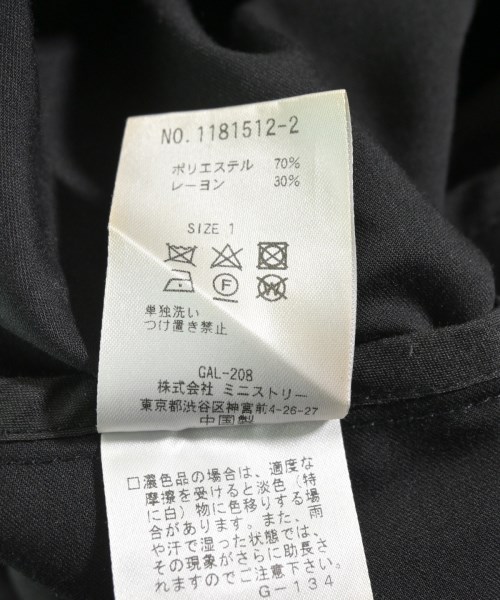 NO.1181512-2
ポリエステル 70%
レーヨン 30%
SIZE 1
単独洗い
つけ置き禁止
GAL-208
株式会社 ミニストリー
東京都渋谷区神宮前4-26-27
中国製
□濃色品の場合は、適度な
摩擦を受けると淡色(特
に白)物に色移りする場
合があります。また、雨
や汗で湿った状態では、
その現象がさらに助長さ
れますのでご注意下さい。
G-134